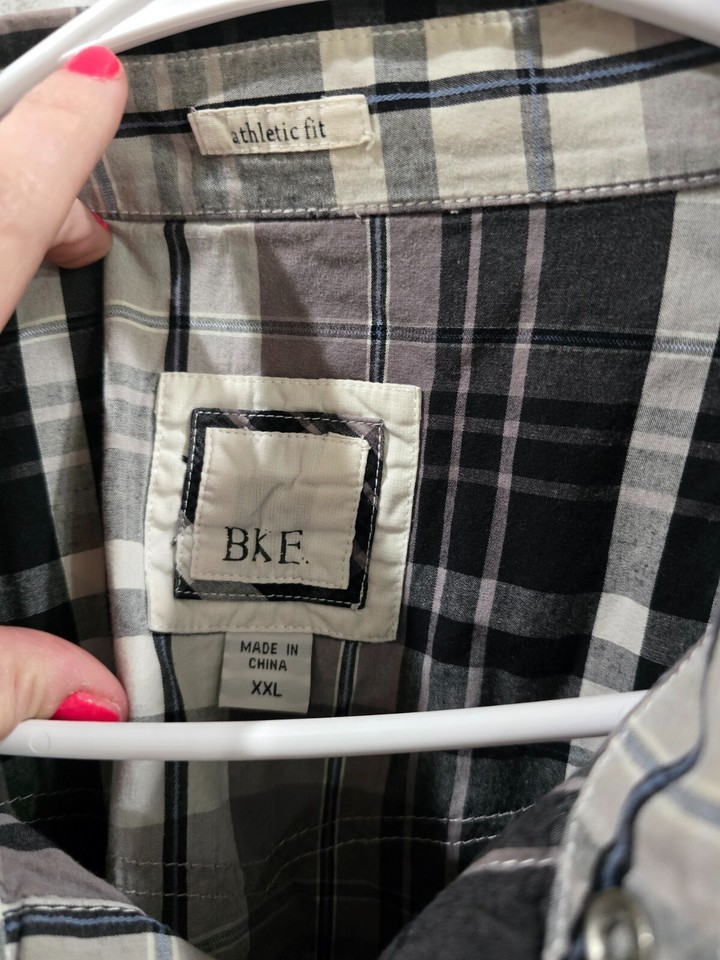 athletic fit
BKE.
MADE IN
CHINA
XXL